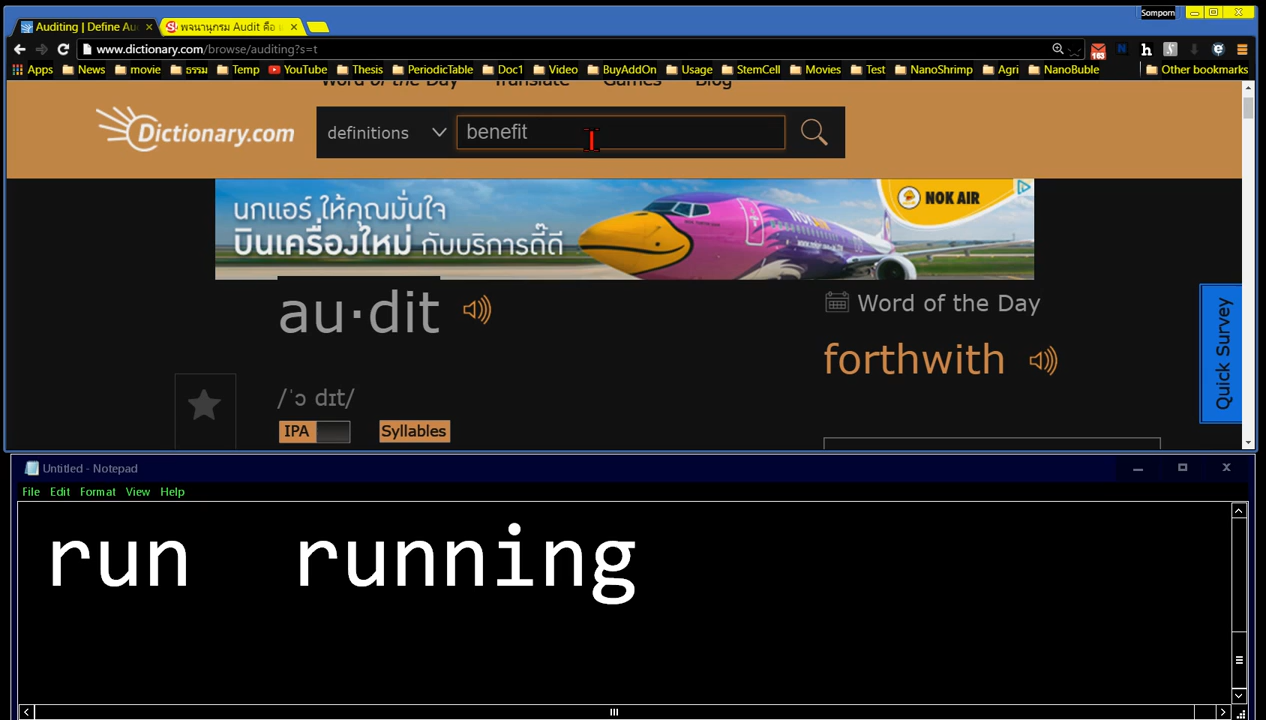 Somporn
Auditing | Define Au
พจนานุกรม Audit คือ
www.dictionary.com/browse/auditing?s=t
163
Apps News movie ธรรม Temp YouTube Thesis PeriodicTable Doc1 Video BuyAddOn Usage StemCell Movies Test NanoShrimp Agri NanoBuble Other bookmarks
Word of the Day Translate Games Blog
Dictionary.com
definitions
benefit
นกแอร์ ให้คุณมั่นใจ
บินเครื่องใหม่ กับบริการดี๊ดี
NOK AIR
au·dit
Word of the Day
forthwith
/ˈɔ dɪt/
IPA
Syllables
Quick Survey
Untitled - Notepad
File Edit Format View Help
run running